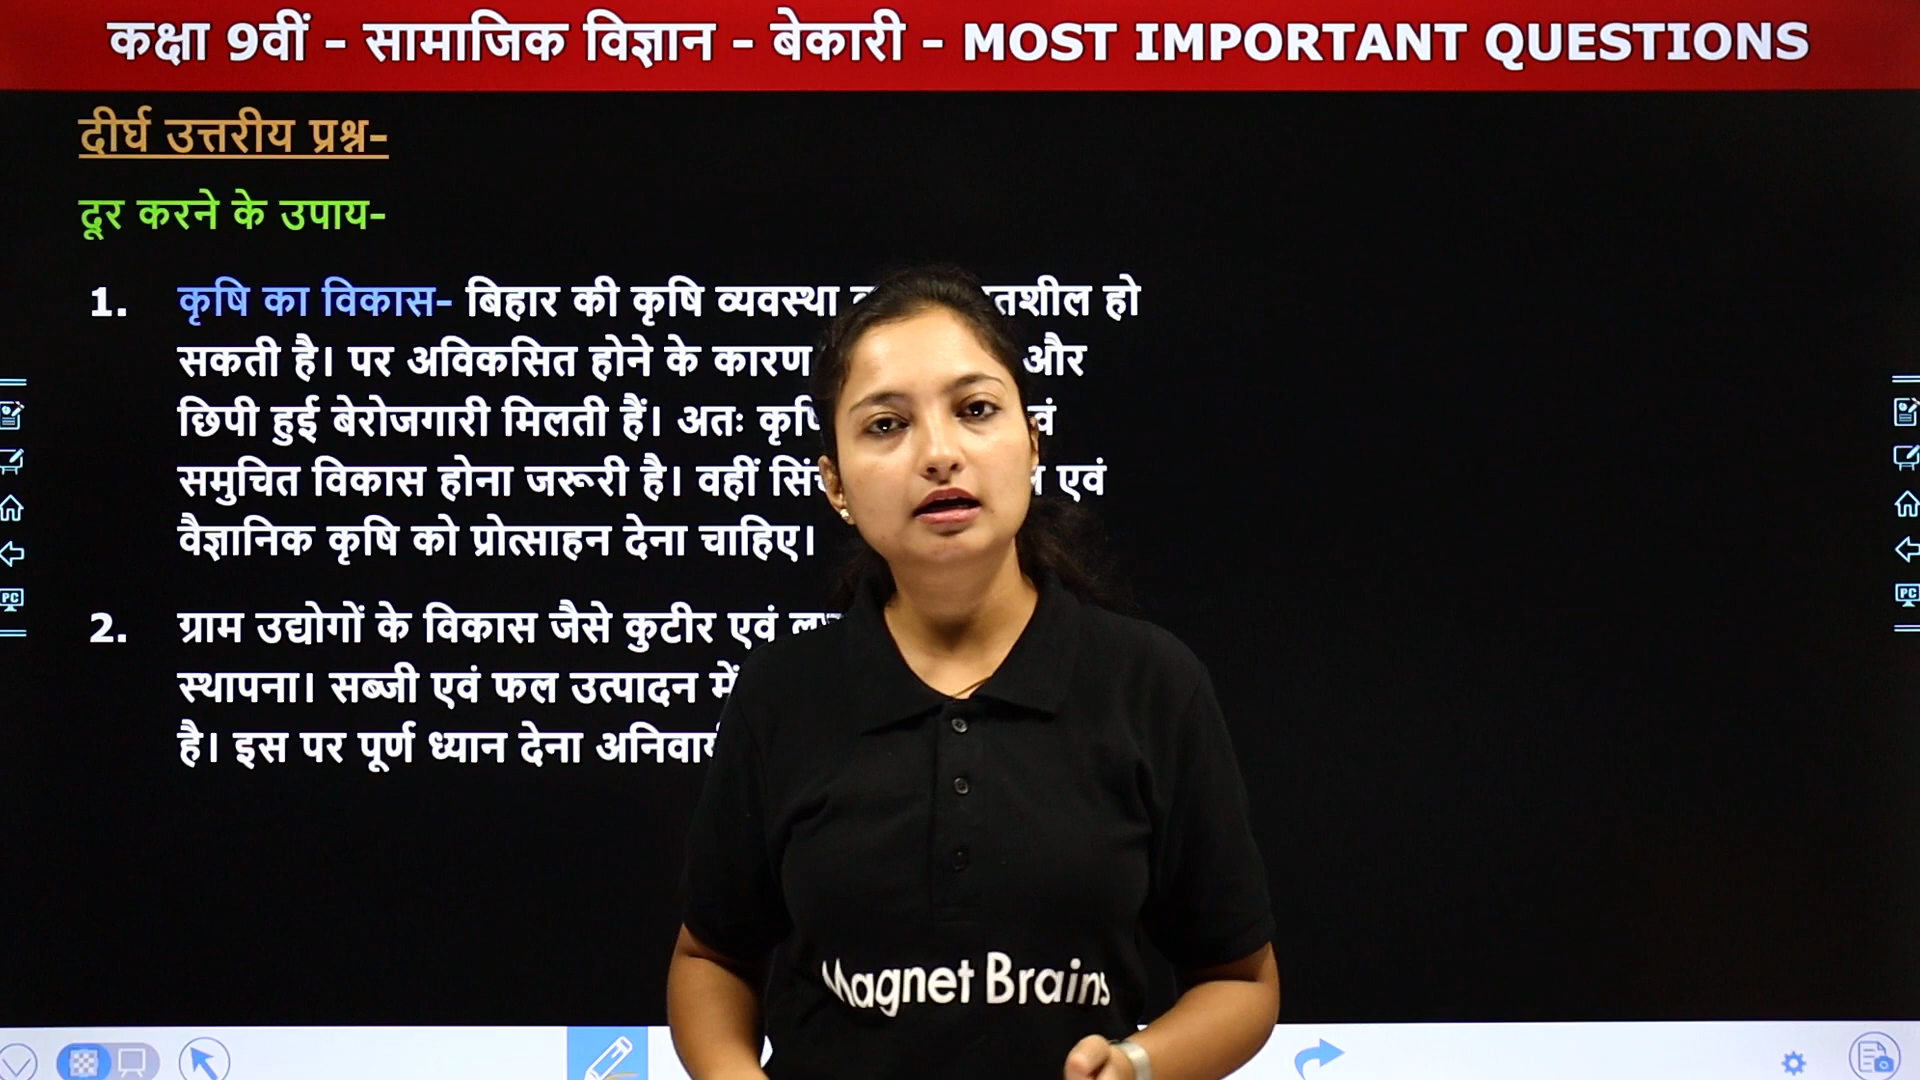 कक्षा 9वीं - सामाजिक विज्ञान - बेकारी - MOST IMPORTANT QUESTIONS
दीर्घ उत्तरीय प्रश्न-
दूर करने के उपाय-
1. कृषि का विकास- बिहार की कृषि व्यवस्था हो
सकती है। पर अविकसित होने के कारण और
छिपी हुई बेरोजगारी मिलती हैं। अतः
समुचित विकास होना जरूरी है। वहीं एवं
वैज्ञानिक कृषि को प्रोत्साहन देना चाहिए।
2. ग्राम उद्योगों के विकास जैसे कुटीर एवं
स्थापना। सब्जी एवं फल उत्पादन में
है। इस पर पूर्ण ध्यान देना
Magnet Brains
PC
PC